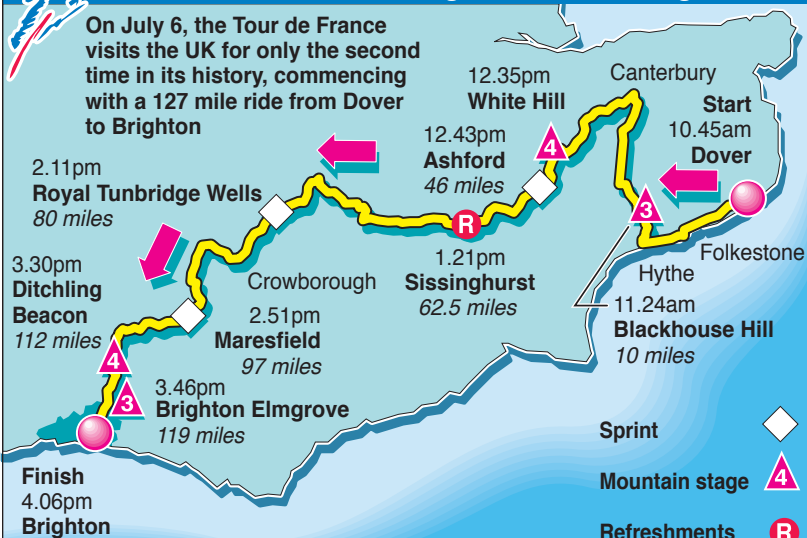 On July 6, the Tour de France
visits the UK for only the second
time in its history, commencing
with a 127 mile ride from Dover
to Brighton
Canterbury
Start
10.45am
Dover
12.35pm
White Hill
4
12.43pm
Ashford
46 miles
3
2.11pm
Royal Tunbridge Wells
80 miles
R
1.21pm
Sissinghurst
62.5 miles
Folkestone
Hythe
11.24am
Blackhouse Hill
10 miles
Crowborough
2.51pm
Maresfield
97 miles
3.30pm
Ditchling
Beacon
112 miles
4
3
3.46pm
Brighton Elmgrove
119 miles
Finish
4.06pm
Brighton
Sprint
Mountain stage
4
Refreshments
R